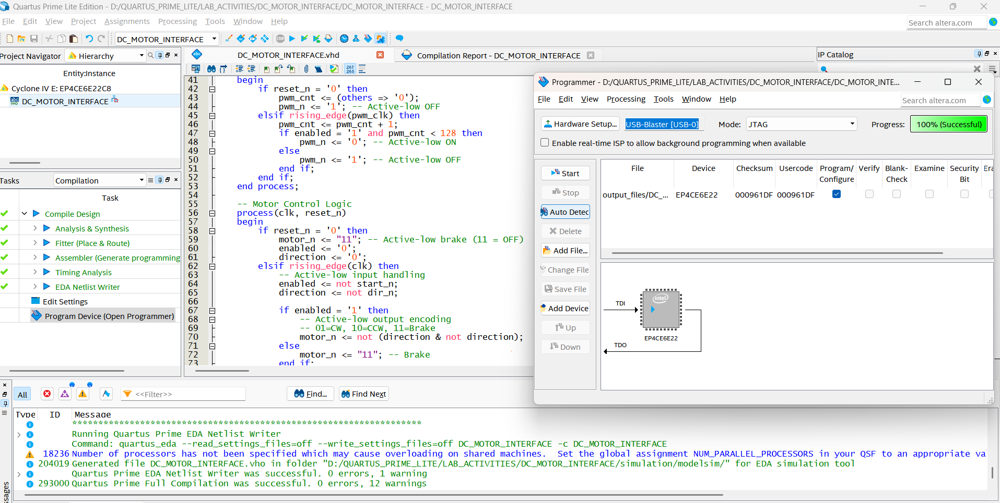 Quartus Prime Lite Edition - D:/QUARTUS_PRIME_LITE/LAB_ACTIVITIES/DC_MOTOR_INTERFACE/DC_MOTOR_INTERFACE - DC_MOTOR_INTERFACE
File Edit View Project Assignments Processing Tools Window Help
Search altera.com
DC_MOTOR_INTERFACE
Project Navigator Hierarchy
Entity:Instance
Cyclone IV E: EP4CE6E22C8
DC_MOTOR_INTERFACE
Tasks Compilation
Task
Compile Design
Analysis & Synthesis
Fitter (Place & Route)
Assembler (Generate programming
Timing Analysis
EDA Netlist Writer
Edit Settings
Program Device (Open Programmer)
DC_MOTOR_INTERFACE.vhd
Compilation Report - DC_MOTOR_INTERFACE
267
268
41 begin
42 if reset_n = '0' then
43 pwm_cnt <= (others => '0');
44 pwm_n <= '1'; -- Active-low OFF
45 elsif rising_edge(pwm_clk) then
46 pwm_cnt <= pwm_cnt + 1;
47 if enabled = '1' and pwm_cnt < 128 then
48 pwm_n <= '0'; -- Active-low ON
49 else
50 pwm_n <= '1'; -- Active-low OFF
51 end if;
52 end if;
53 end process;
54
55 -- Motor Control Logic
56 process(clk, reset_n)
57 begin
58 if reset_n = '0' then
59 motor_n <= "11"; -- Active-low brake (11 = OFF)
60 enabled <= '0';
61 direction <= '0';
62 elsif rising_edge(clk) then
63 -- Active-low input handling
64 enabled <= not start_n;
65 direction <= not dir_n;
66
67 if enabled = '1' then
68 -- Active-low output encoding
69 -- 01=CW, 10=CCW, 11=Brake
70 motor_n <= not (direction & not direction);
71 else
72 motor_n <= "11"; -- Brake
73 end if;
IP Catalog
Programmer - D:/QUARTUS_PRIME_LITE/LAB_ACTIVITIES/DC_MOTOR_INTERFACE/DC_MOTOR_INTE...
File Edit View Processing Tools Window Help
Search altera.com
Hardware Setup... USB-Blaster [USB-0] Mode: JTAG Progress: 100% (Successful)
Enable real-time ISP to allow background programming when available
Start
Stop
Auto Detec
Delete
Add File...
Change File
Save File
Add Device
Up
Down
File Device Checksum Usercode Program/ Verify Blank- Examine Security Era
Configure Check Bit
output_files/DC_... EP4CE6E22 000961DF 000961DF
TDI
intel
EP4CE6E22
TDO
All <<Filter>> Find... Find Next
Type ID Message
*******************************************************************
Running Quartus Prime EDA Netlist Writer
Command: quartus_eda --read_settings_files=off --write_settings_files=off DC_MOTOR_INTERFACE -c DC_MOTOR_INTERFACE
18236 Number of processors has not been specified which may cause overloading on shared machines.  Set the global assignment NUM_PARALLEL_PROCESSORS in your QSF to an appropriate va
204019 Generated file DC_MOTOR_INTERFACE.vho in folder "D:/QUARTUS_PRIME_LITE/LAB_ACTIVITIES/DC_MOTOR_INTERFACE/simulation/modelsim/" for EDA simulation tool
Quartus Prime EDA Netlist Writer was successful. 0 errors, 1 warning
293000 Quartus Prime Full Compilation was successful. 0 errors, 12 warnings
ssages